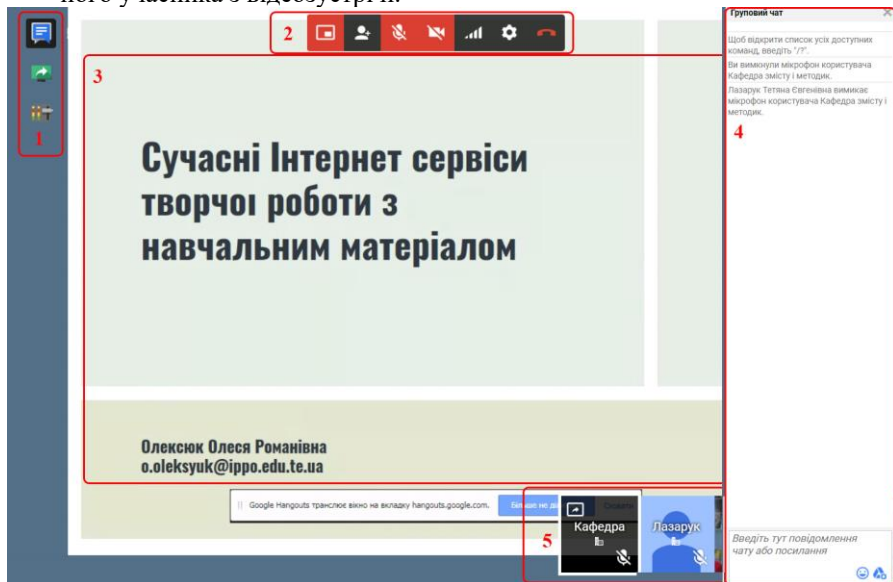 ного учасника з відеозустрічі.
2
Груповий чат
Щоб відкрити список усіх доступних
команд, введіть "/?".
Ви вимкнули мікрофон користувача
Кафедра змісту і методик.
Лазарук Тетяна Євгенівна вимикає
мікрофон користувача Кафедра змісту і
методик.
3
1
4
Сучасні Інтернет сервіси
творчої роботи з
навчальним матеріалом
Олексюк Олеся Романівна
o.oleksyuk@ippo.edu.te.ua
Google Hangouts транслює вікно на вкладку hangouts.google.com.
Більше не
Кафедра
Лазарук
5
Введіть тут повідомлення
чату або посилання